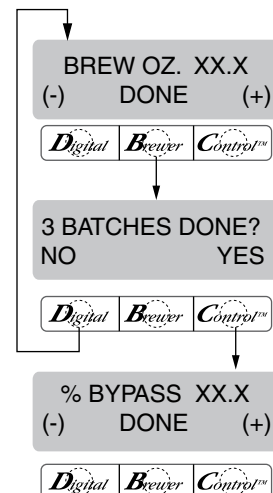 BREW OZ. XX.X
(-) DONE (+)
Digital Brewer Control™
3 BATCHES DONE?
NO YES
Digital Brewer Control™
% BYPASS XX.X
(-) DONE (+)
Digital Brewer Control™